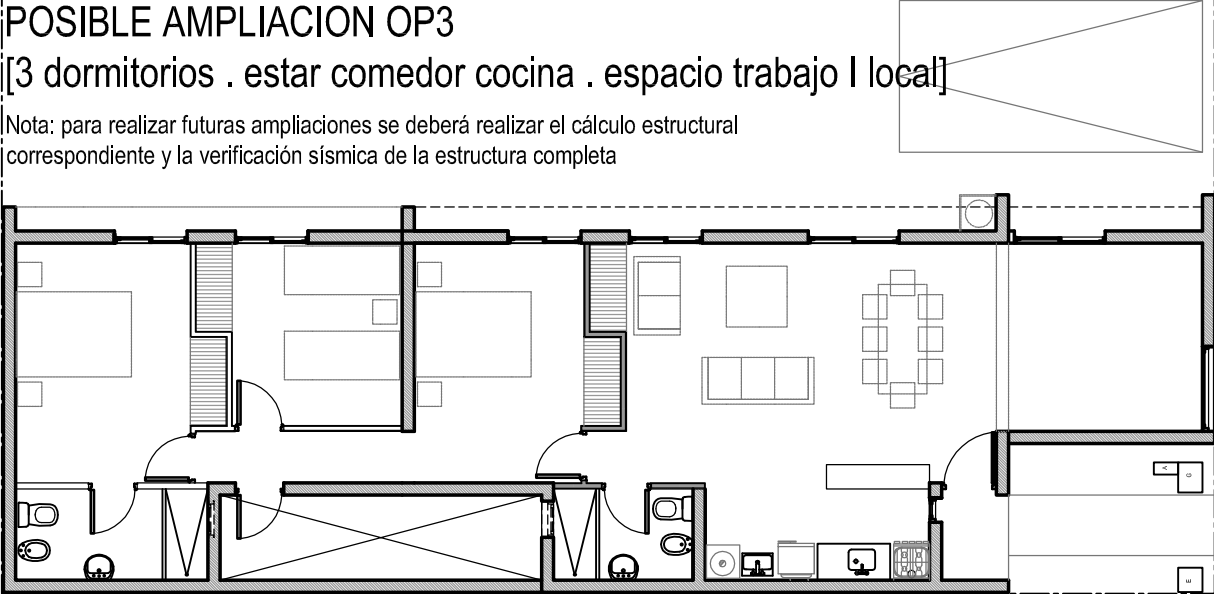 POSIBLE AMPLIACION OP3
[3 dormitorios . estar comedor cocina . espacio trabajo I local]
Nota: para realizar futuras ampliaciones se deberá realizar el cálculo estructural
correspondiente y la verificación sísmica de la estructura completa
A
G
E